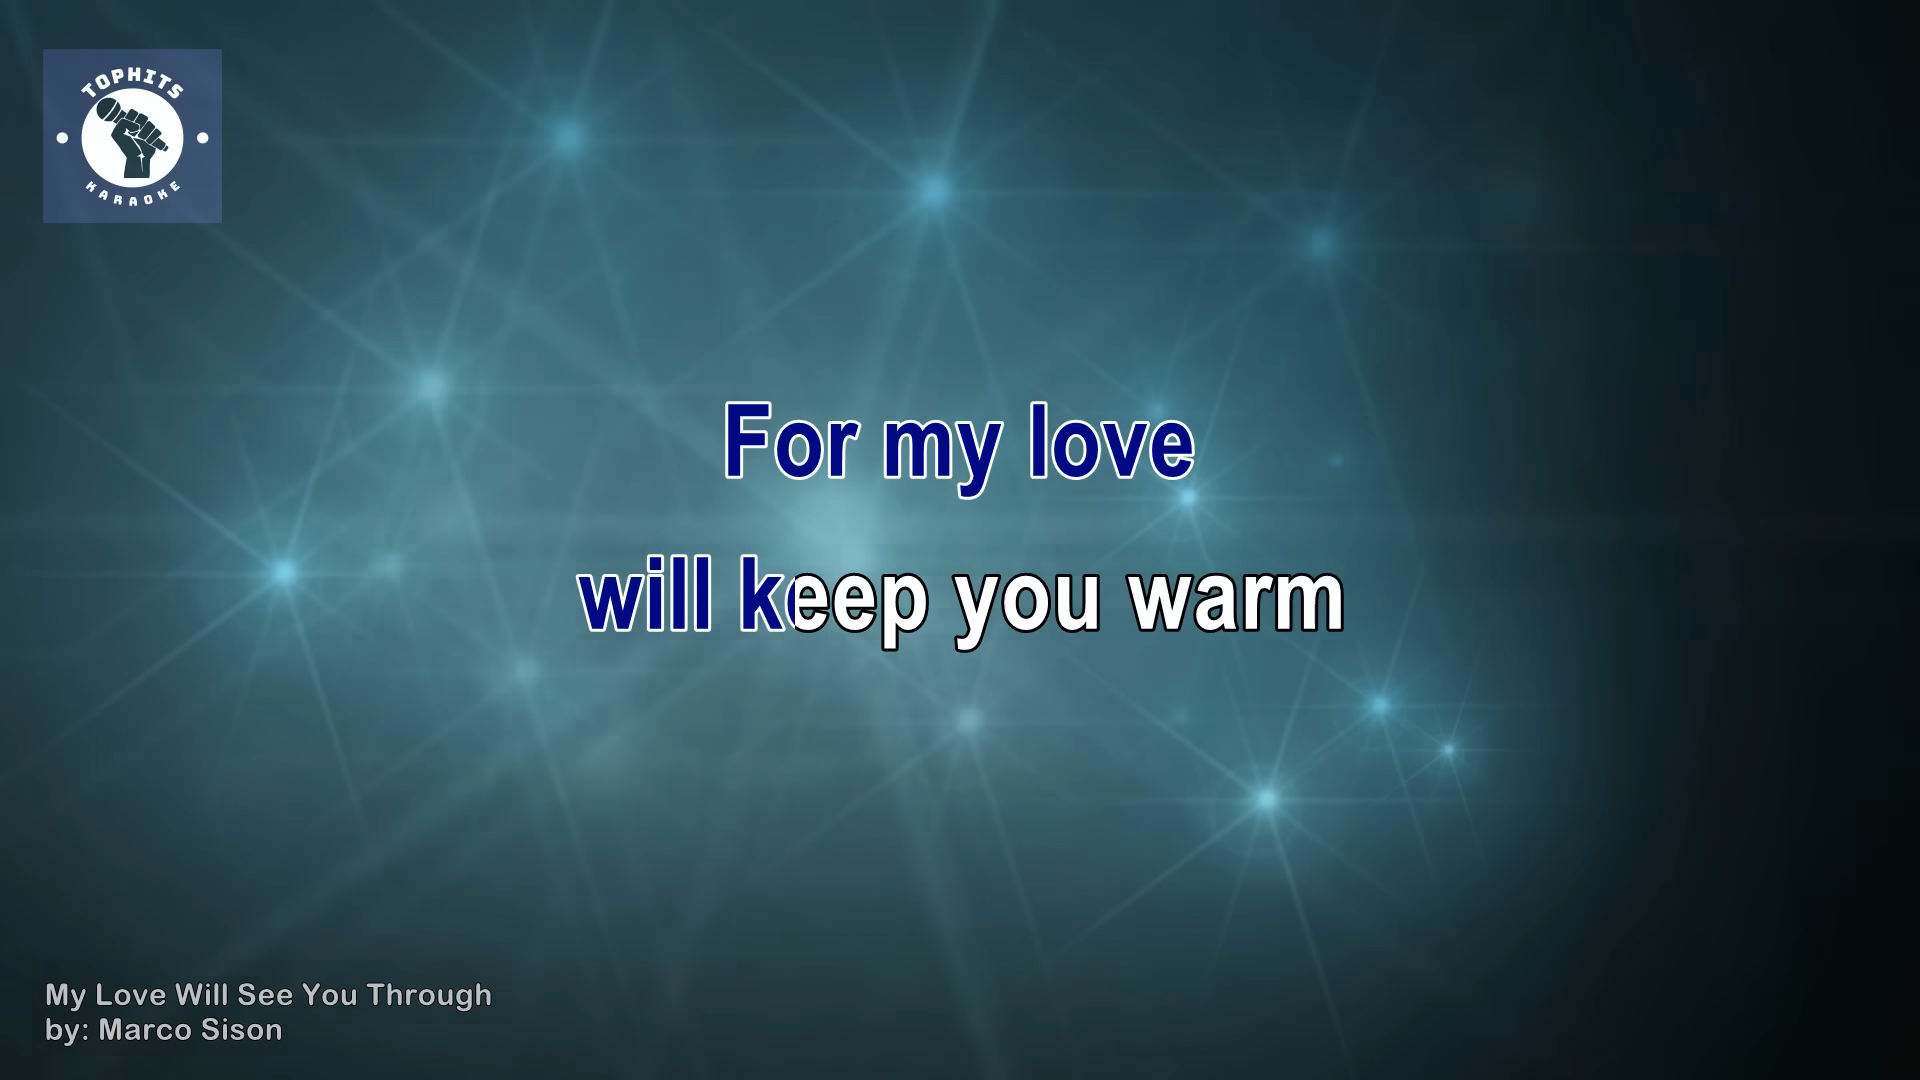 TOPHITS
KARAOKE
For my love
will keep you warm
My Love Will See You Through
by: Marco Sison